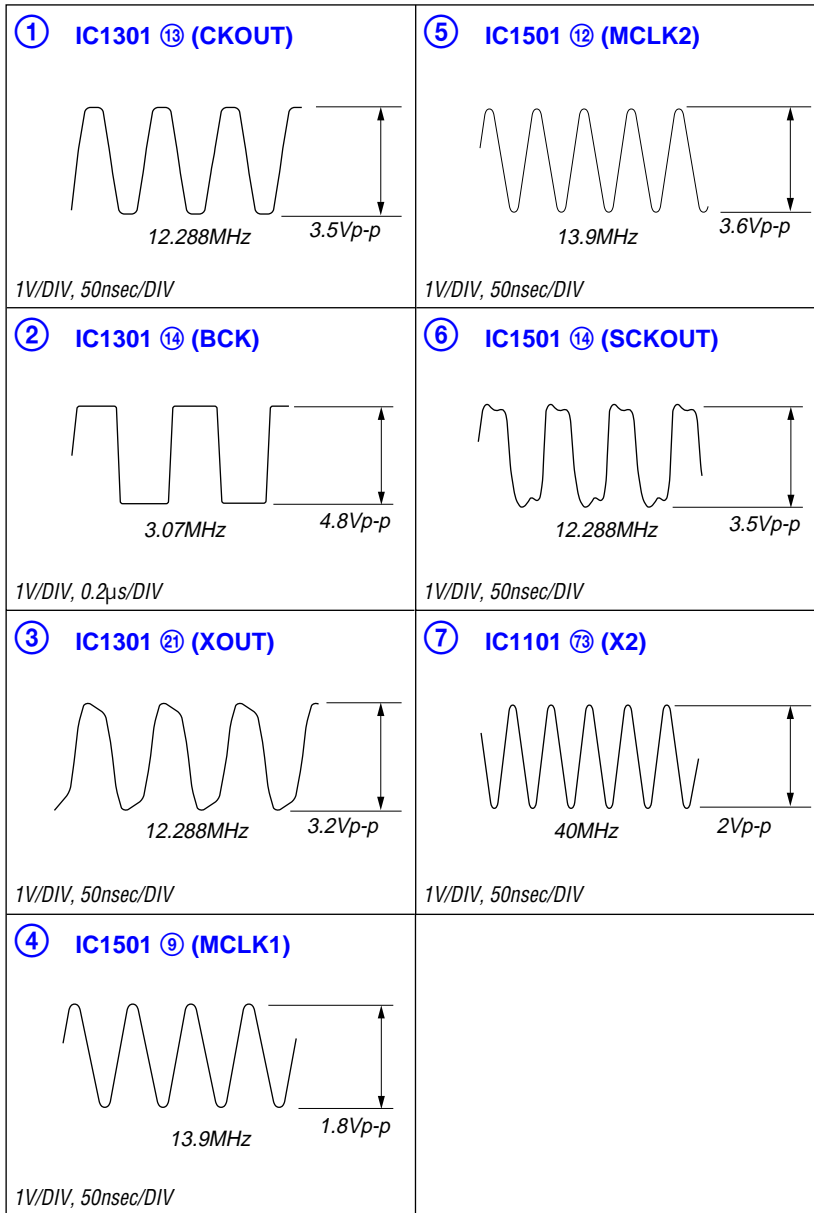 ① IC1301 ⑬ (CKOUT)
12.288MHz
3.5Vp-p
1V/DIV, 50nsec/DIV
② IC1301 ⑭ (BCK)
3.07MHz
4.8Vp-p
1V/DIV, 0.2µs/DIV
③ IC1301 ㉑ (XOUT)
12.288MHz
3.2Vp-p
1V/DIV, 50nsec/DIV
④ IC1501 ⑨ (MCLK1)
13.9MHz
1.8Vp-p
1V/DIV, 50nsec/DIV
⑤ IC1501 ⑫ (MCLK2)
13.9MHz
3.6Vp-p
1V/DIV, 50nsec/DIV
⑥ IC1501 ⑭ (SCKOUT)
12.288MHz
3.5Vp-p
1V/DIV, 50nsec/DIV
⑦ IC1101 73 (X2)
40MHz
2Vp-p
1V/DIV, 50nsec/DIV